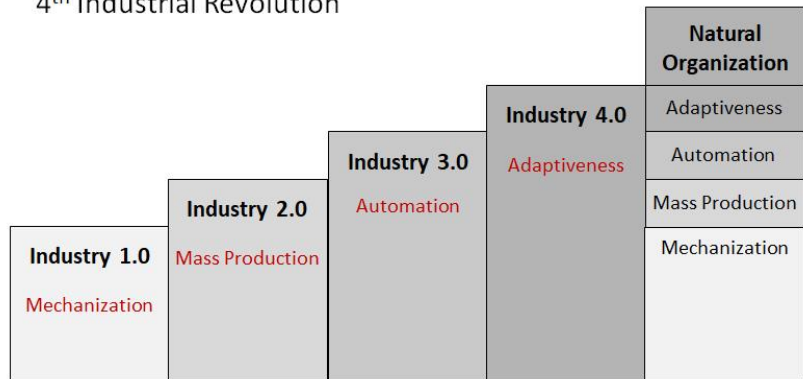 4th Industrial Revolution
Natural
Organization
Adaptiveness
Automation
Mass Production
Mechanization
Industry 4.0
Adaptiveness
Industry 3.0
Automation
Industry 2.0
Mass Production
Industry 1.0
Mechanization